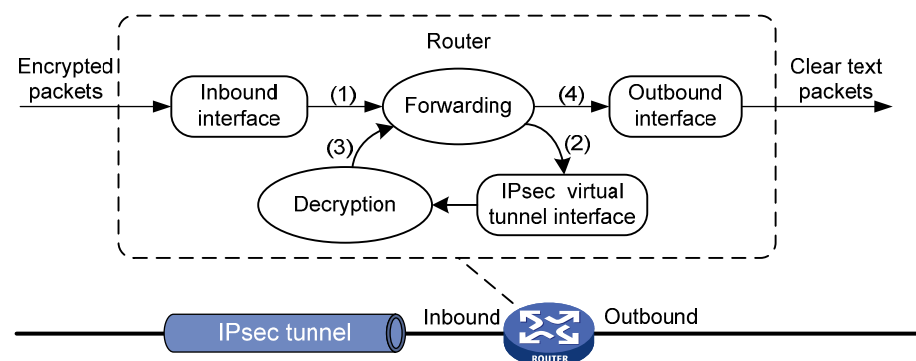 Router
Encrypted
packets
Inbound
interface
(1)
Forwarding
(4)
Outbound
interface
Clear text
packets
(3)
(2)
Decryption
IPsec virtual
tunnel interface
IPsec tunnel
Inbound
Outbound
ROUTER